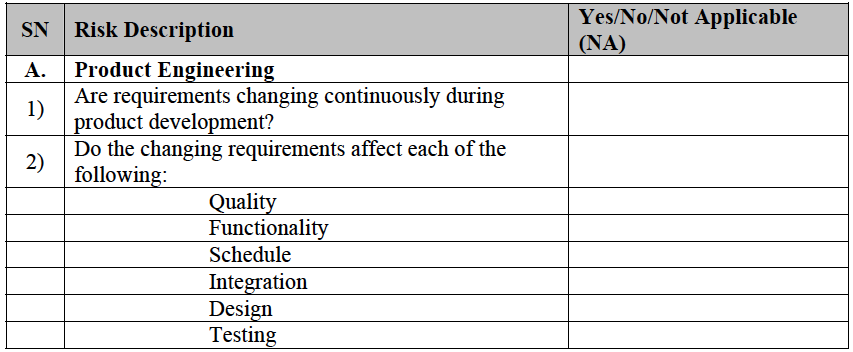 SN Risk Description Yes/No/Not Applicable
(NA)
A. Product Engineering
1) Are requirements changing continuously during
product development?
2) Do the changing requirements affect each of the
following:
Quality
Functionality
Schedule
Integration
Design
Testing